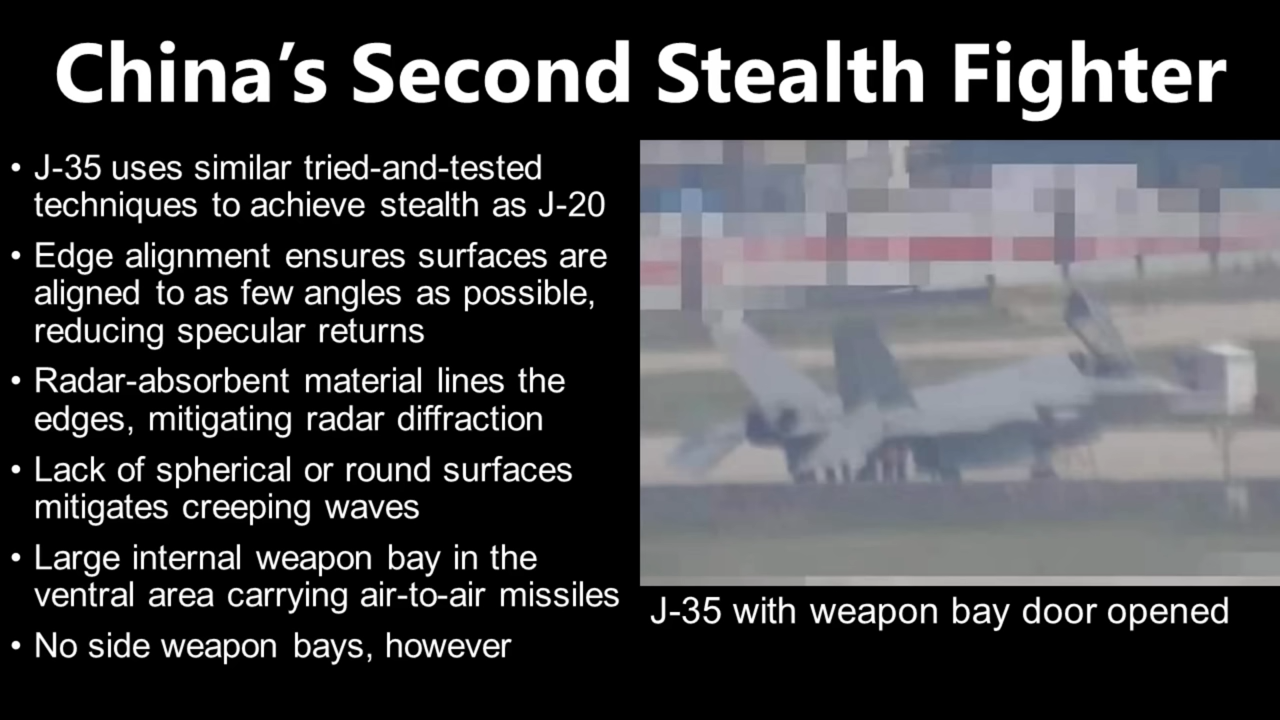 China’s Second Stealth Fighter
• J-35 uses similar tried-and-tested
techniques to achieve stealth as J-20
• Edge alignment ensures surfaces are
aligned to as few angles as possible,
reducing specular returns
• Radar-absorbent material lines the
edges, mitigating radar diffraction
• Lack of spherical or round surfaces
mitigates creeping waves
• Large internal weapon bay in the
ventral area carrying air-to-air missiles
• No side weapon bays, however
J-35 with weapon bay door opened